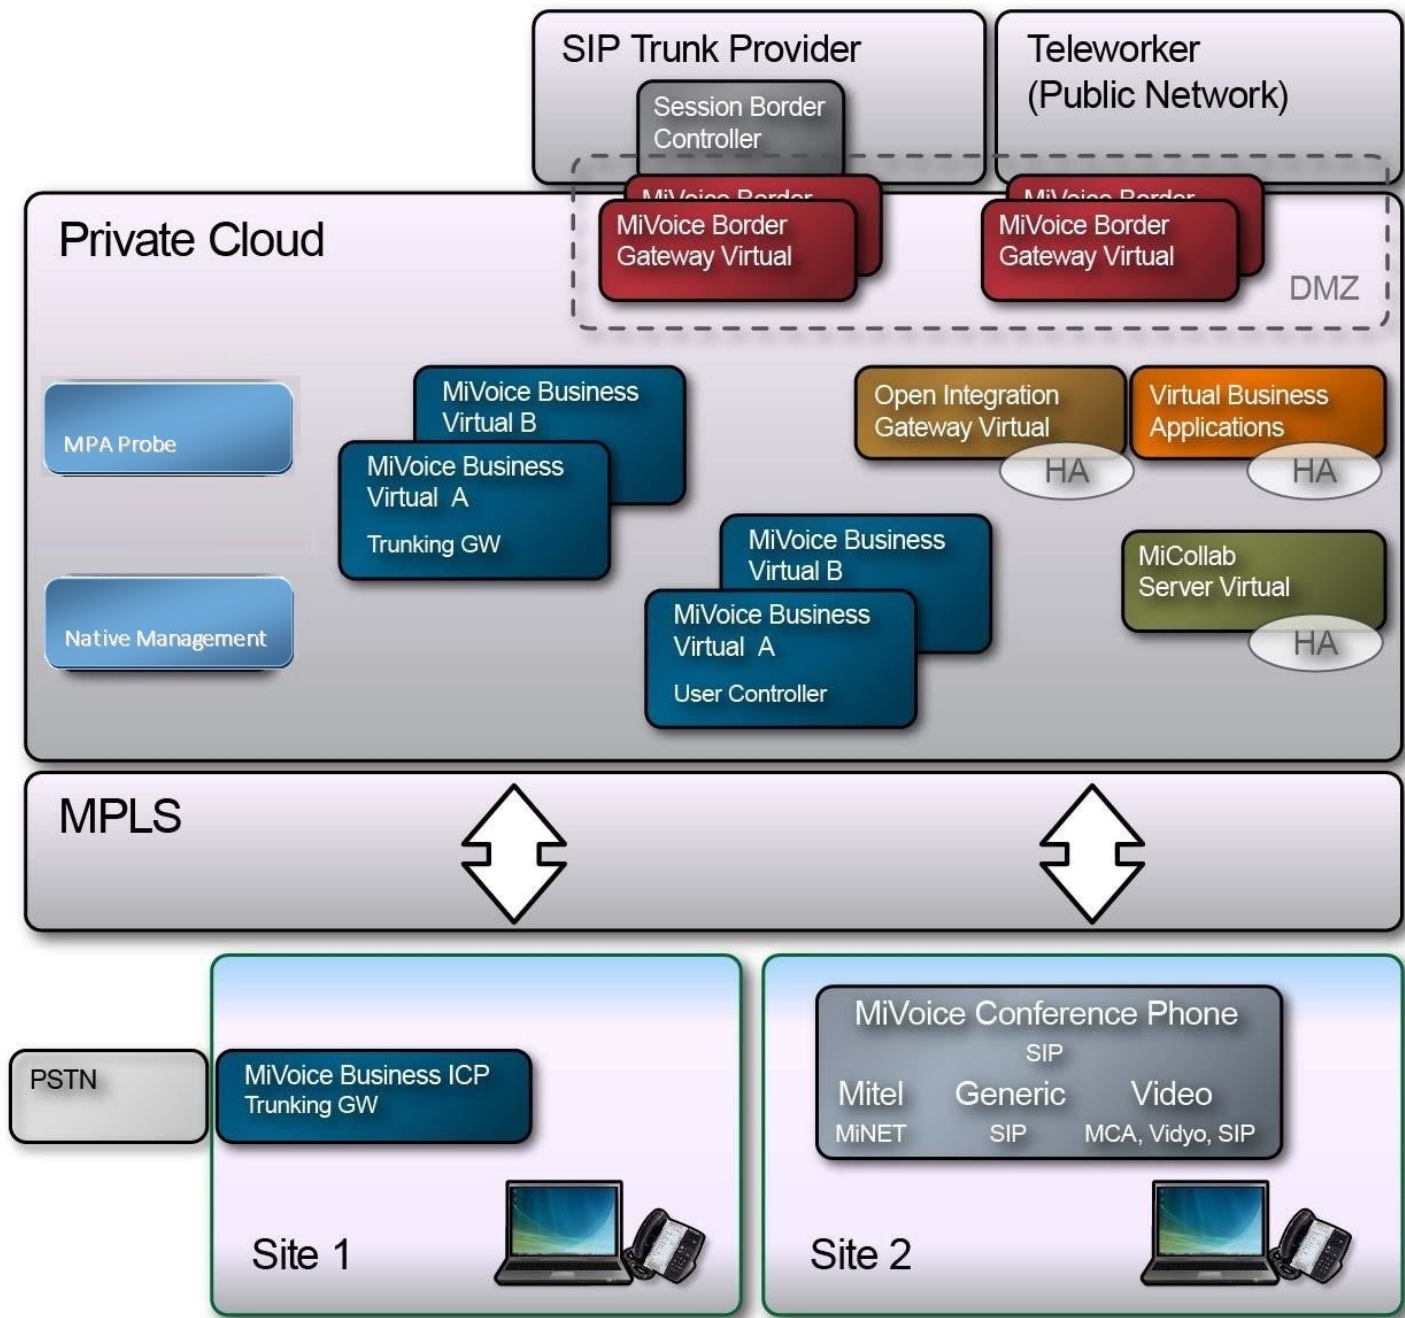 SIP Trunk Provider
Teleworker
(Public Network)
Session Border
Controller
MiVoice Border
MiVoice Border
Gateway Virtual
MiVoice Border
MiVoice Border
Gateway Virtual
DMZ
Private Cloud
MPA Probe
MiVoice Business
Virtual B
MiVoice Business
Virtual A
Trunking GW
Open Integration
Gateway Virtual
HA
Virtual Business
Applications
HA
Native Management
MiVoice Business
Virtual B
MiVoice Business
Virtual A
User Controller
MiCollab
Server Virtual
HA
MPLS
PSTN
MiVoice Business ICP
Trunking GW
Site 1
MiVoice Conference Phone
SIP
Mitel Generic Video
MiNET SIP MCA, Vidyo, SIP
Site 2